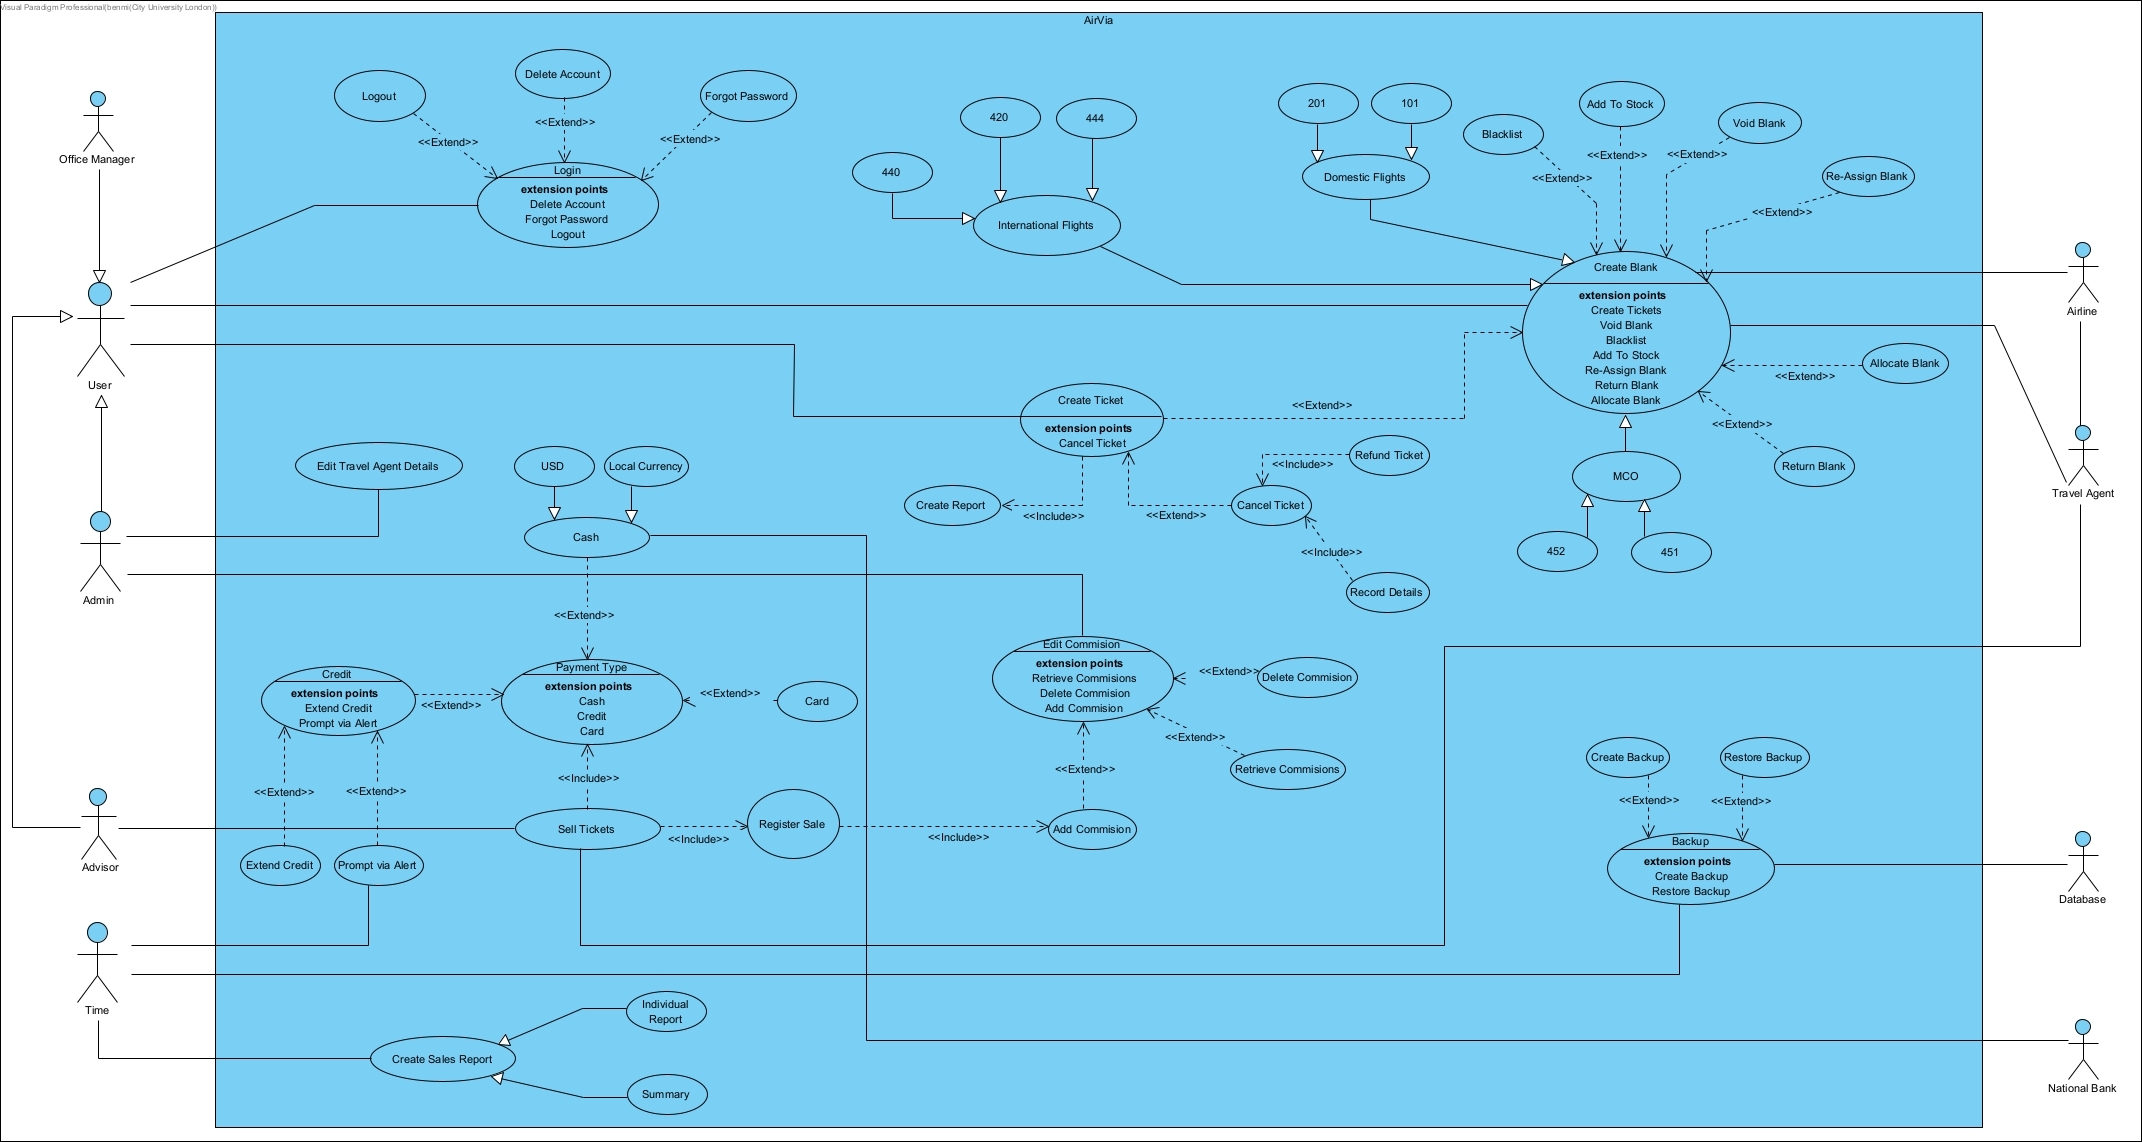 Visual Paradigm Professional(benmi(City University London))
AirVia
Office Manager
User
Admin
Advisor
Time
Airline
Travel Agent
Database
National Bank
Logout
Delete Account
Forgot Password
<<Extend>>
<<Extend>>
<<Extend>>
Login
extension points
Delete Account
Forgot Password
Logout
420
444
440
International Flights
201
101
Domestic Flights
Blacklist
Add To Stock
Void Blank
Re-Assign Blank
<<Extend>>
<<Extend>>
<<Extend>>
<<Extend>>
Create Blank
extension points
Create Tickets
Void Blank
Blacklist
Add To Stock
Re-Assign Blank
Return Blank
Allocate Blank
Allocate Blank
<<Extend>>
<<Extend>>
Return Blank
MCO
452
451
Create Ticket
extension points
Cancel Ticket
<<Extend>>
Create Report
<<Include>>
<<Extend>>
Cancel Ticket
Refund Ticket
<<Include>>
<<Include>>
Record Details
Edit Travel Agent Details
USD
Local Currency
Cash
<<Extend>>
Credit
extension points
Extend Credit
Prompt via Alert
<<Extend>>
Payment Type
extension points
Cash
Credit
Card
<<Extend>>
Card
<<Extend>>
<<Extend>>
Extend Credit
Prompt via Alert
<<Include>>
Sell Tickets
<<Include>>
Register Sale
<<Include>>
Add Commision
<<Extend>>
Edit Commision
extension points
Retrieve Commisions
Delete Commision
Add Commision
<<Extend>>
Delete Commision
<<Extend>>
Retrieve Commisions
Create Backup
Restore Backup
<<Extend>>
<<Extend>>
Backup
extension points
Create Backup
Restore Backup
Individual
Report
Create Sales Report
Summary